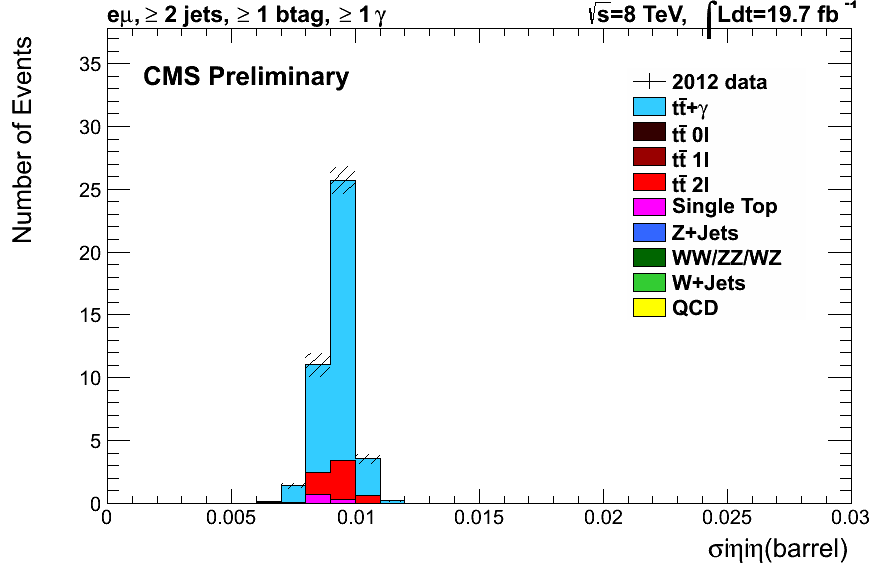 eμ, ≥ 2 jets, ≥ 1 btag, ≥ 1 γ
√s=8 TeV, ∫Ldt=19.7 fb⁻¹
CMS Preliminary
Number of Events
35
30
25
20
15
10
5
0
2012 data
tt̄+γ
tt̄ 0l
tt̄ 1l
tt̄ 2l
Single Top
Z+Jets
WW/ZZ/WZ
W+Jets
QCD
0 0.005 0.01 0.015 0.02 0.025 0.03
σiηiη(barrel)